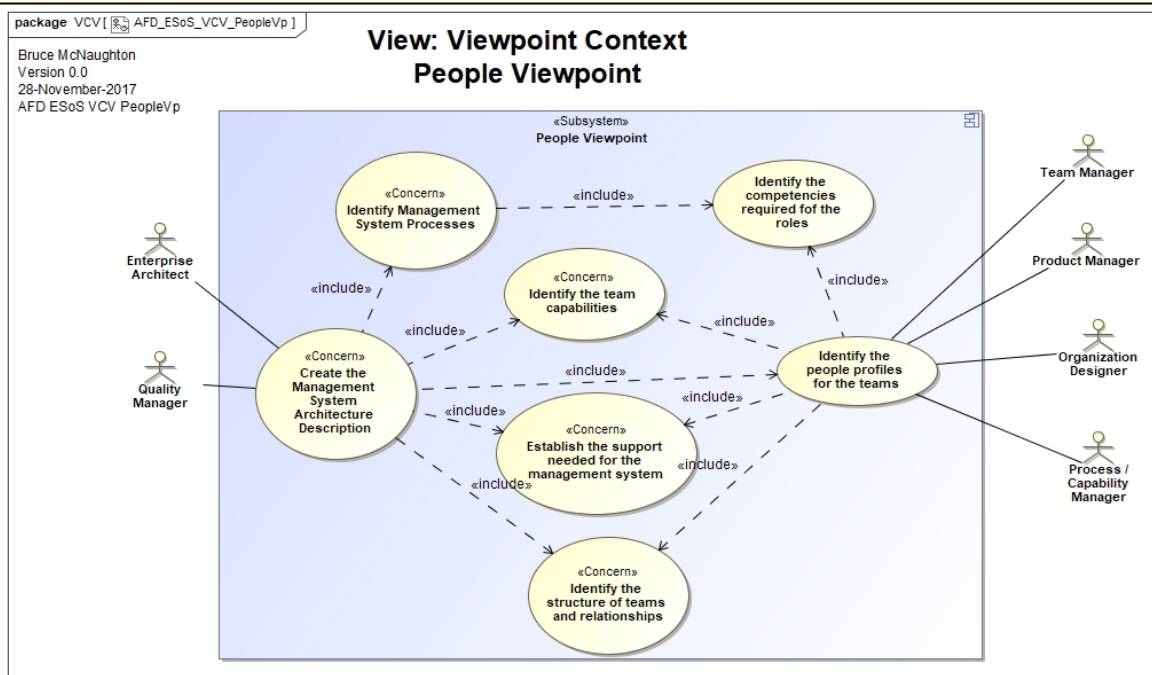 package VCV [ AFD_ESoS_VCV_PeopleVp ]
View: Viewpoint Context
People Viewpoint
Bruce McNaughton
Version 0.0
28-November-2017
AFD ESoS VCV PeopleVp
«Subsystem»
People Viewpoint
Team Manager
Product Manager
Organization
Designer
Process /
Capability
Manager
Enterprise
Architect
Quality
Manager
«Concern»
Identify Management
System Processes
«include»
Identify the
competencies
required fof the
roles
«include»
«Concern»
Identify the team
capabilities
«include»
«include»
«include»
«Concern»
Create the
Management
System
Architecture
Description
«include»
Identify the
people profiles
for the teams
«include»
«include»
«Concern»
Establish the support
needed for the
management system
«include»
«include»
«Concern»
Identify the
structure of teams
and relationships